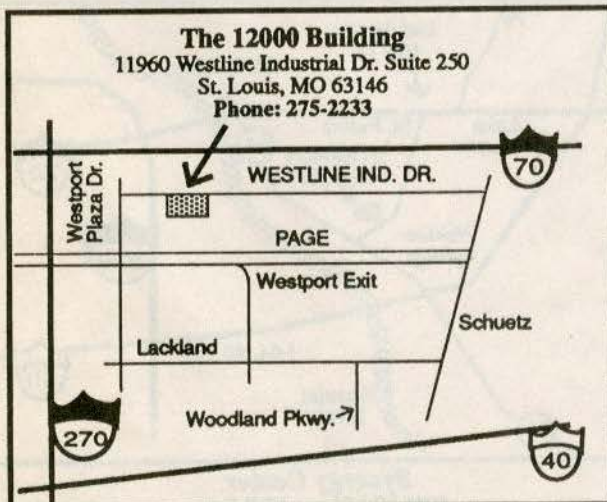 The 12000 Building
11960 Westline Industrial Dr. Suite 250
St. Louis, MO 63146
Phone: 275-2233
70
WESTLINE IND. DR.
Westport
Plaza Dr.
PAGE
Westport Exit
Schuetz
Lackland
Woodland Pkwy.
270
40